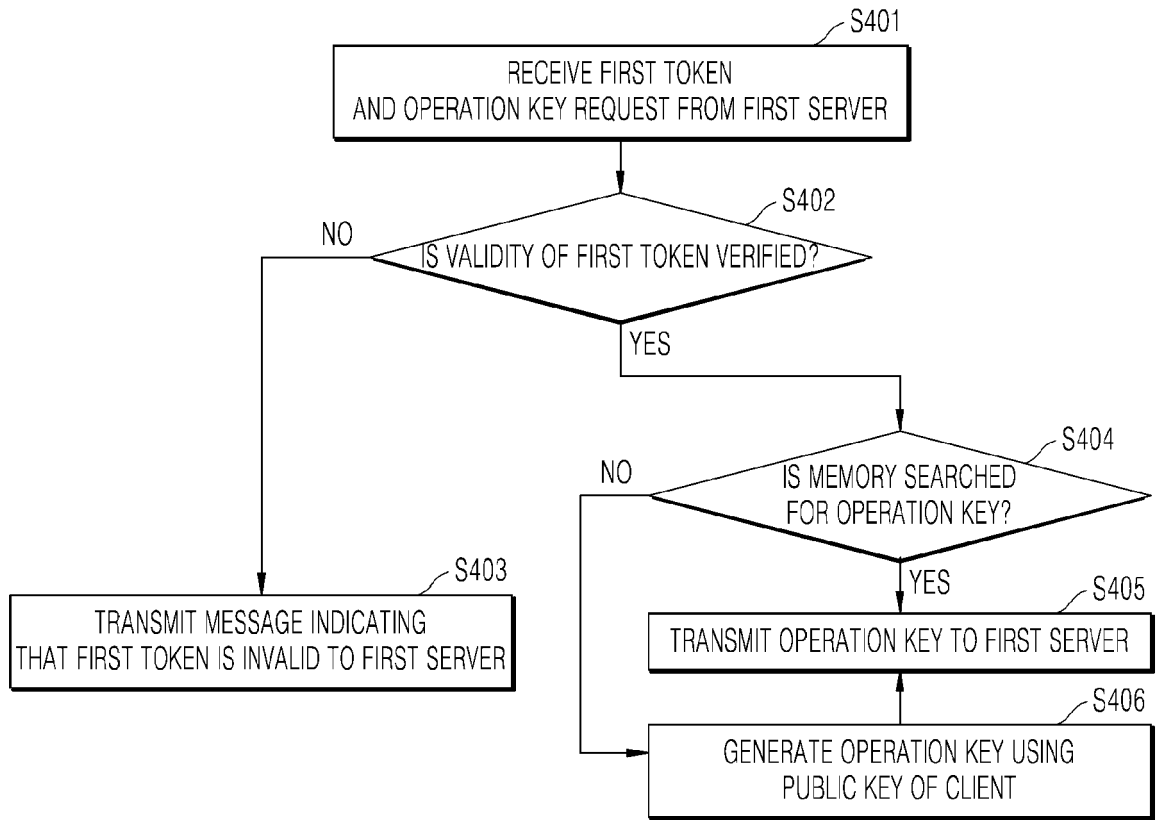 S401
RECEIVE FIRST TOKEN
AND OPERATION KEY REQUEST FROM FIRST SERVER
S402
NO
IS VALIDITY OF FIRST TOKEN VERIFIED?
YES
S404
NO
IS MEMORY SEARCHED
FOR OPERATION KEY?
YES
S403
TRANSMIT MESSAGE INDICATING
THAT FIRST TOKEN IS INVALID TO FIRST SERVER
S405
TRANSMIT OPERATION KEY TO FIRST SERVER
S406
GENERATE OPERATION KEY USING
PUBLIC KEY OF CLIENT